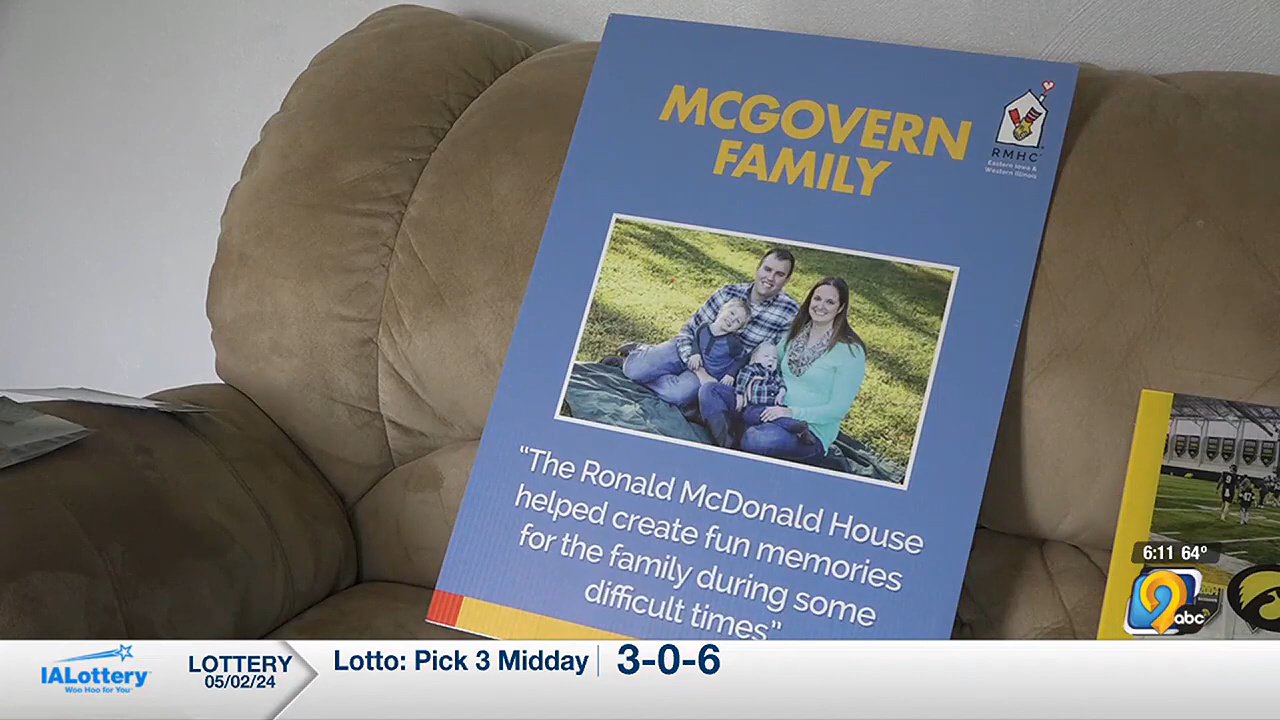 MCGOVERN
FAMILY
RMHC
Eastern Iowa &
Western Illinois
“The Ronald McDonald House
helped create fun memories
for the family during some
difficult times”
6:11 64º
9 abc
IALottery
Woo Hoo for You
LOTTERY
05/02/24
Lotto: Pick 3 Midday
3-0-6